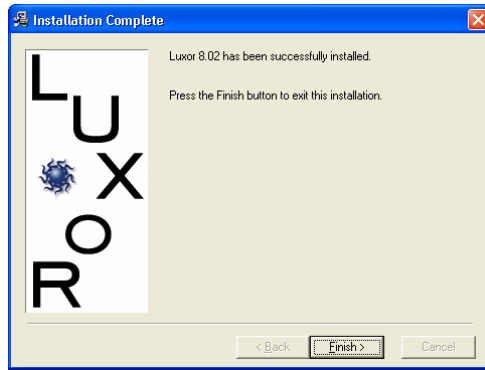 Installation Complete
LUXOR
Luxor 8.02 has been successfully installed.
Press the Finish button to exit this installation.
< Back
Finish >
Cancel